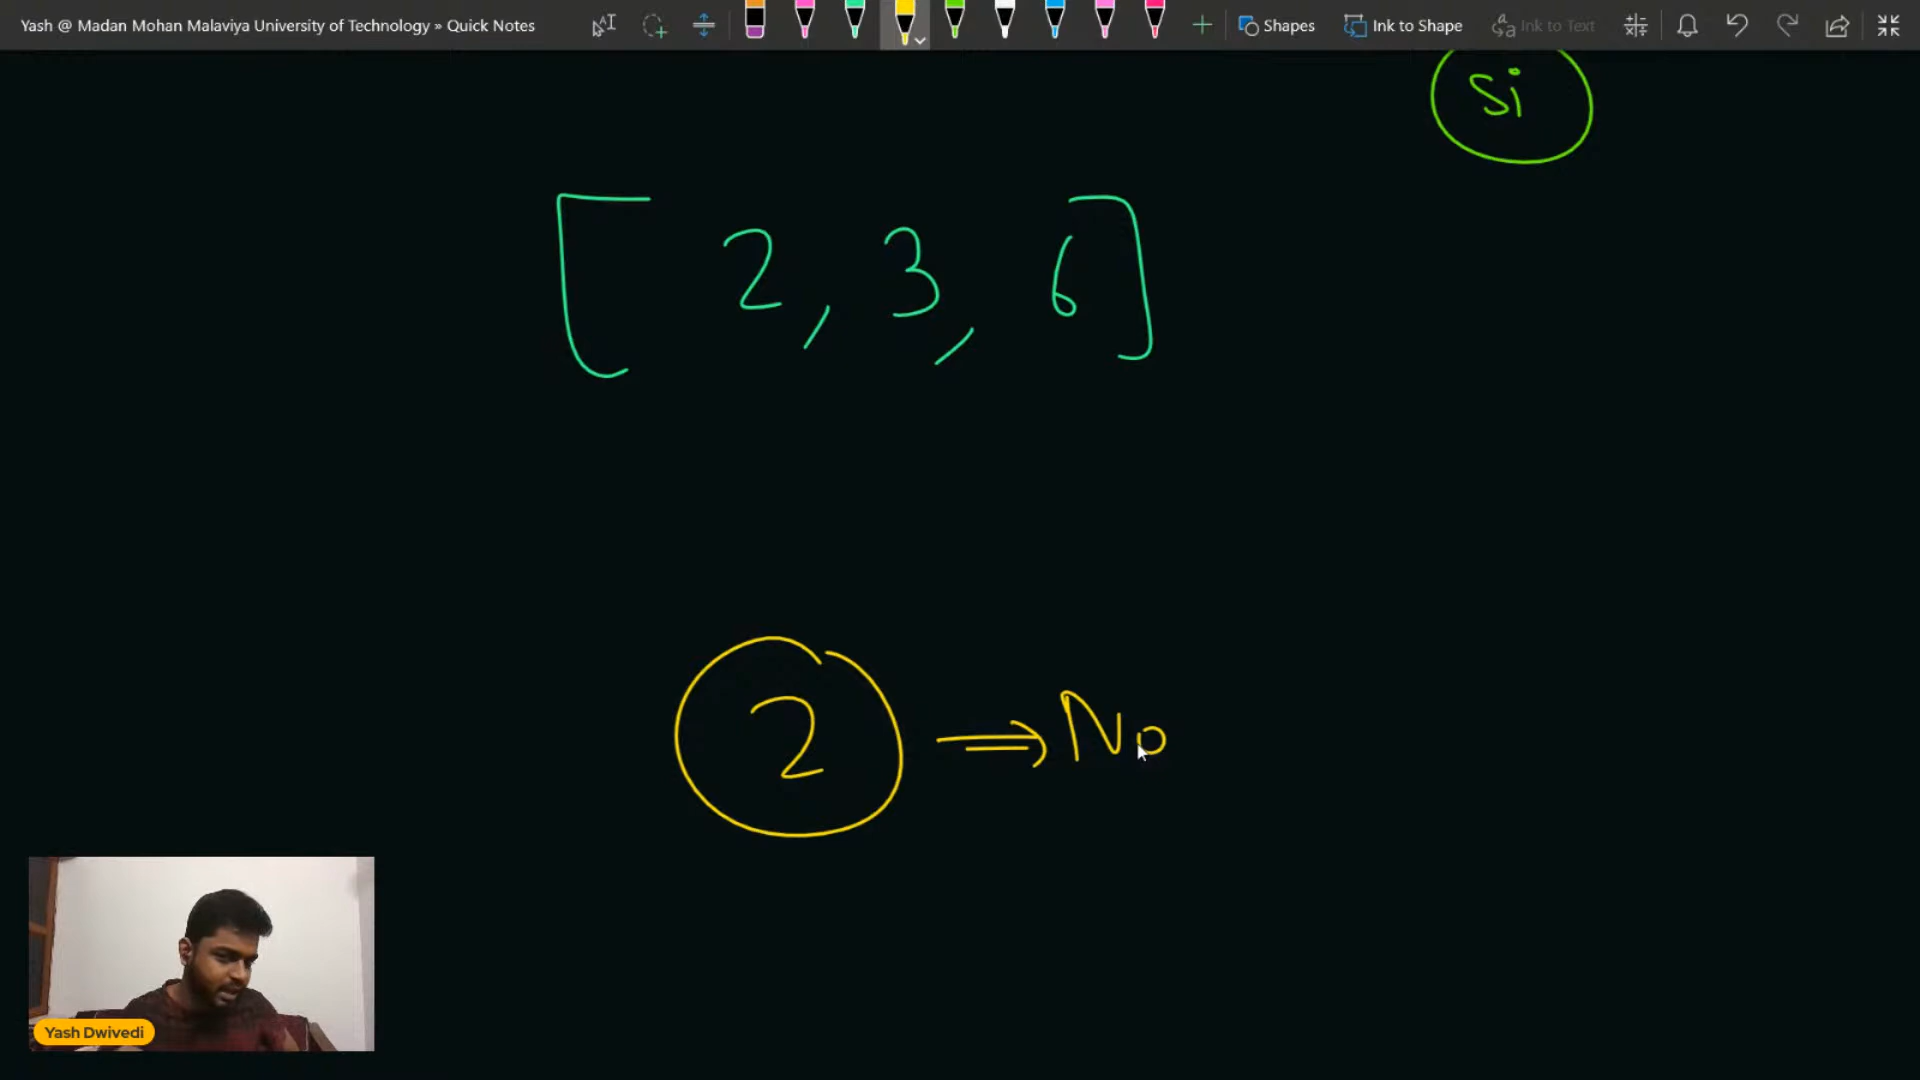 Yash @ Madan Mohan Malaviya University of Technology » Quick Notes
Shapes
Ink to Shape
Ink to Text
Si
[ 2, 3, 6 ]
2 ⇒ No
Yash Dwivedi